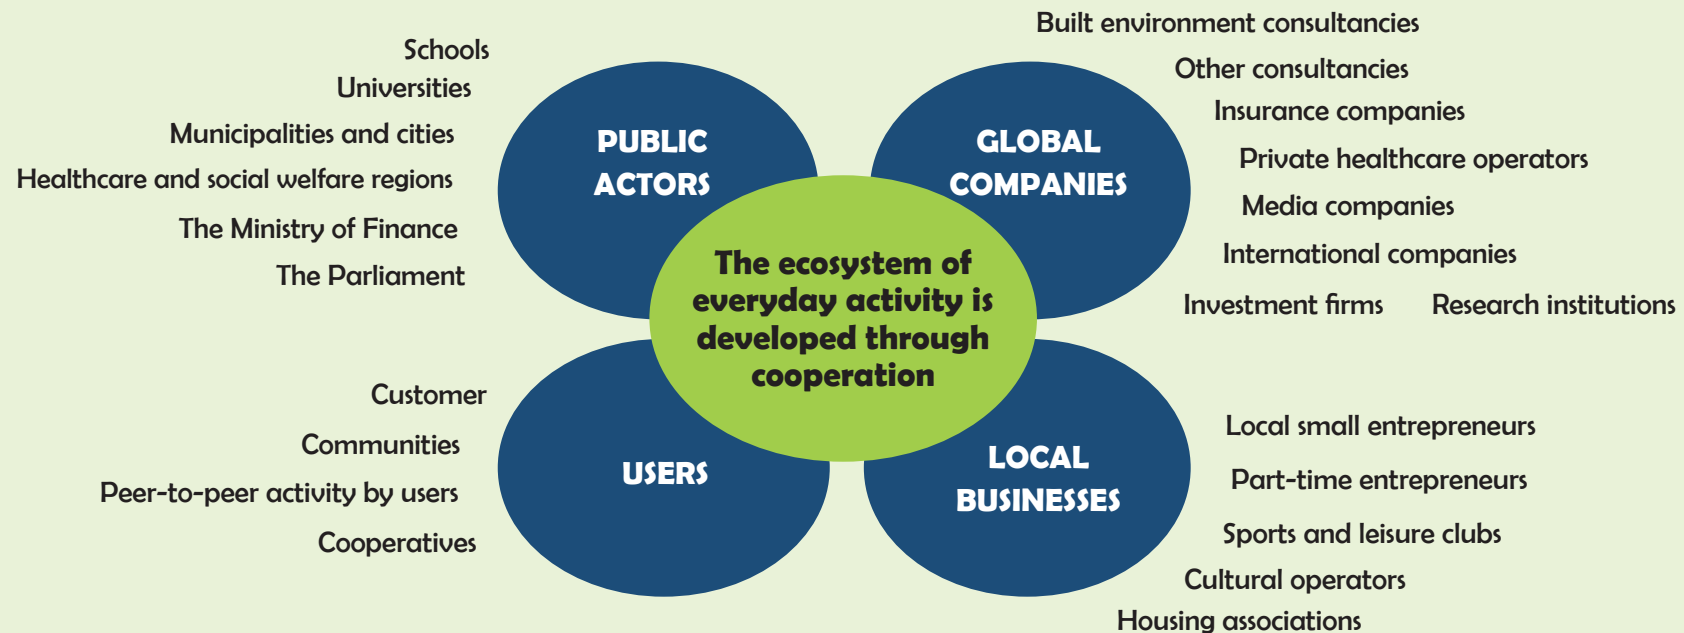 Schools
Universities
Municipalities and cities
Healthcare and social welfare regions
The Ministry of Finance
The Parliament
PUBLIC
ACTORS
Built environment consultancies
Other consultancies
Insurance companies
Private healthcare operators
Media companies
International companies
Investment firms
Research institutions
GLOBAL
COMPANIES
The ecosystem of
everyday activity is
developed through
cooperation
Customer
Communities
Peer-to-peer activity by users
Cooperatives
USERS
LOCAL
BUSINESSES
Local small entrepreneurs
Part-time entrepreneurs
Sports and leisure clubs
Cultural operators
Housing associations